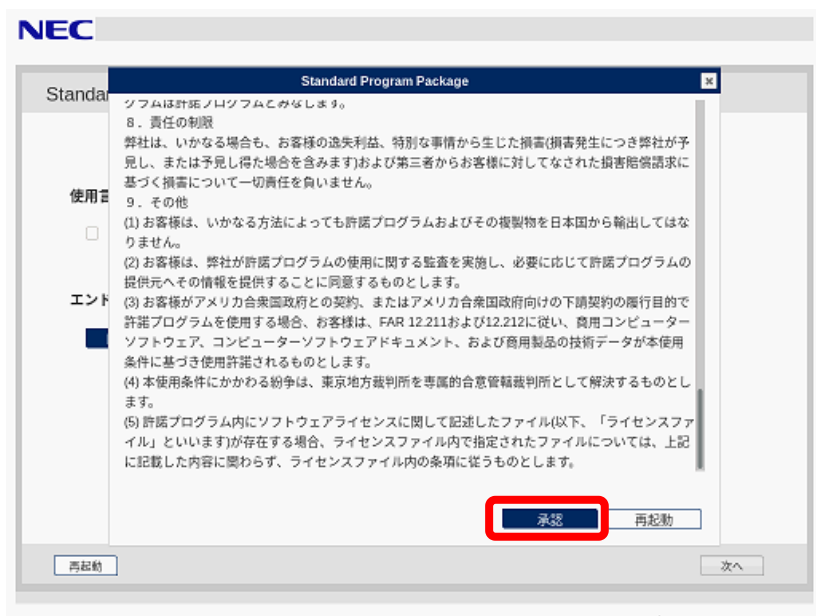 NEC
Standard Program Package
Standar
グラムは許諾プログラムとみなします。
8．責任の制限
弊社は、いかなる場合も、お客様の逸失利益、特別な事情から生じた損害(損害発生につき弊社が予
見し、または予見し得た場合を含みます)および第三者からお客様に対してなされた損害賠償請求に
基づく損害について一切責任を負いません。
9．その他
(1) お客様は、いかなる方法によっても許諾プログラムおよびその複製物を日本国から輸出してはな
りません。
(2) お客様は、弊社が許諾プログラムの使用に関する監査を実施し、必要に応じて許諾プログラムの
提供元へその情報を提供することに同意するものとします。
(3) お客様がアメリカ合衆国政府との契約、またはアメリカ合衆国政府向けの下請契約の履行目的で
許諾プログラムを使用する場合、お客様は、FAR 12.211および12.212に従い、商用コンピューター
ソフトウェア、コンピューターソフトウェアドキュメント、および商用製品の技術データが本使用
条件に基づき使用許諾されるものとします。
(4) 本使用条件にかかわる紛争は、東京地方裁判所を専属的合意管轄裁判所として解決するものとし
ます。
(5) 許諾プログラム内にソフトウェアライセンスに関して記述したファイル(以下、「ライセンスファ
イル」といいます)が存在する場合、ライセンスファイル内で指定されたファイルについては、上記
に記載した内容に関わらず、ライセンスファイル内の条項に従うものとします。
使用言
エンド
承認
再起動
再起動
次へ